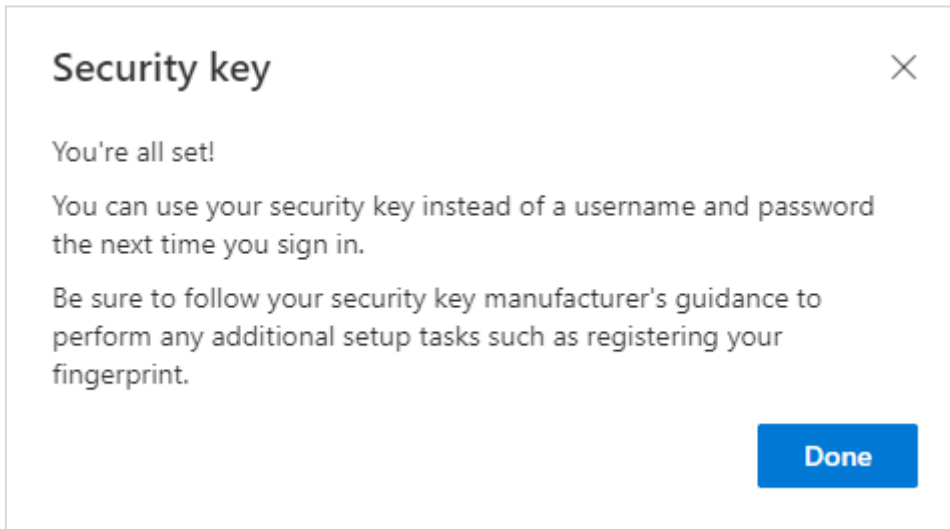 Security key
You're all set!
You can use your security key instead of a username and password
the next time you sign in.
Be sure to follow your security key manufacturer's guidance to
perform any additional setup tasks such as registering your
fingerprint.
Done